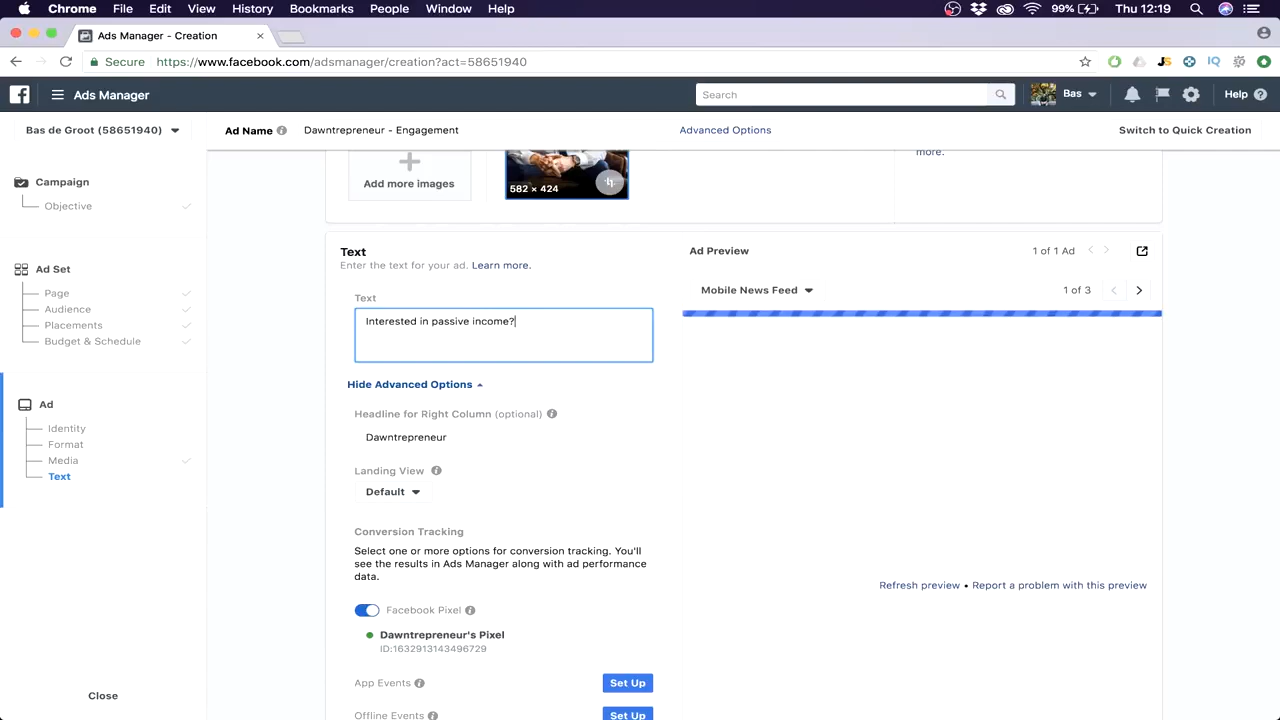 Chrome File Edit View History Bookmarks People Window Help 99% Thu 12:19
Ads Manager - Creation
Secure https://www.facebook.com/adsmanager/creation?act=58651940
Ads Manager Search Bas Help
Bas de Groot (58651940) Ad Name Dawntrepreneur - Engagement Advanced Options Switch to Quick Creation
more.
Add more images 582 × 424
Campaign
Objective
Ad Set
Page
Audience
Placements
Budget & Schedule
Ad
Identity
Format
Media
Text
Close
Text
Enter the text for your ad. Learn more.
Text
Interested in passive income?
Hide Advanced Options
Headline for Right Column (optional)
Dawntrepreneur
Landing View
Default
Conversion Tracking
Select one or more options for conversion tracking. You'll
see the results in Ads Manager along with ad performance
data.
Facebook Pixel
Dawntrepreneur's Pixel
ID:1632913143496729
App Events Set Up
Offline Events Set Up
Ad Preview 1 of 1 Ad
Mobile News Feed 1 of 3
Refresh preview • Report a problem with this preview